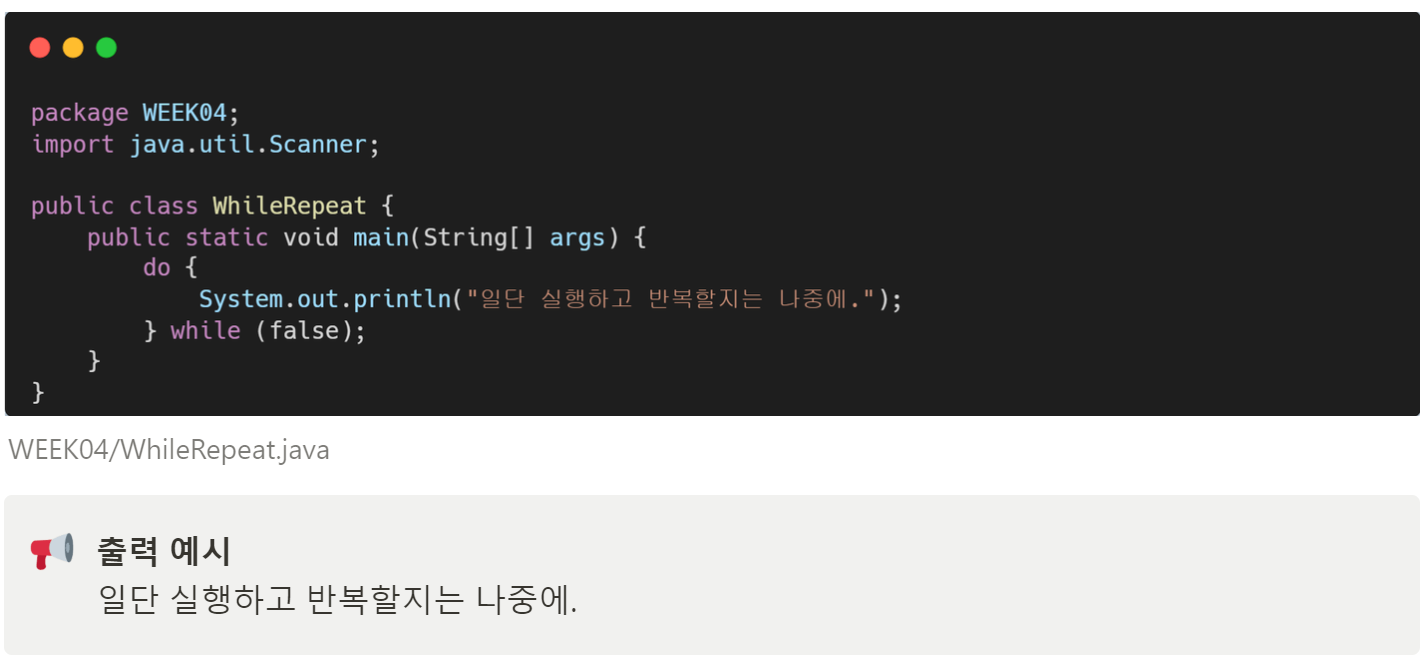 package WEEK04;
import java.util.Scanner;

public class WhileRepeat {
    public static void main(String[] args) {
        do {
            System.out.println("일단 실행하고 반복할지는 나중에.");
        } while (false);
    }
}
WEEK04/WhileRepeat.java
출력 예시
일단 실행하고 반복할지는 나중에.